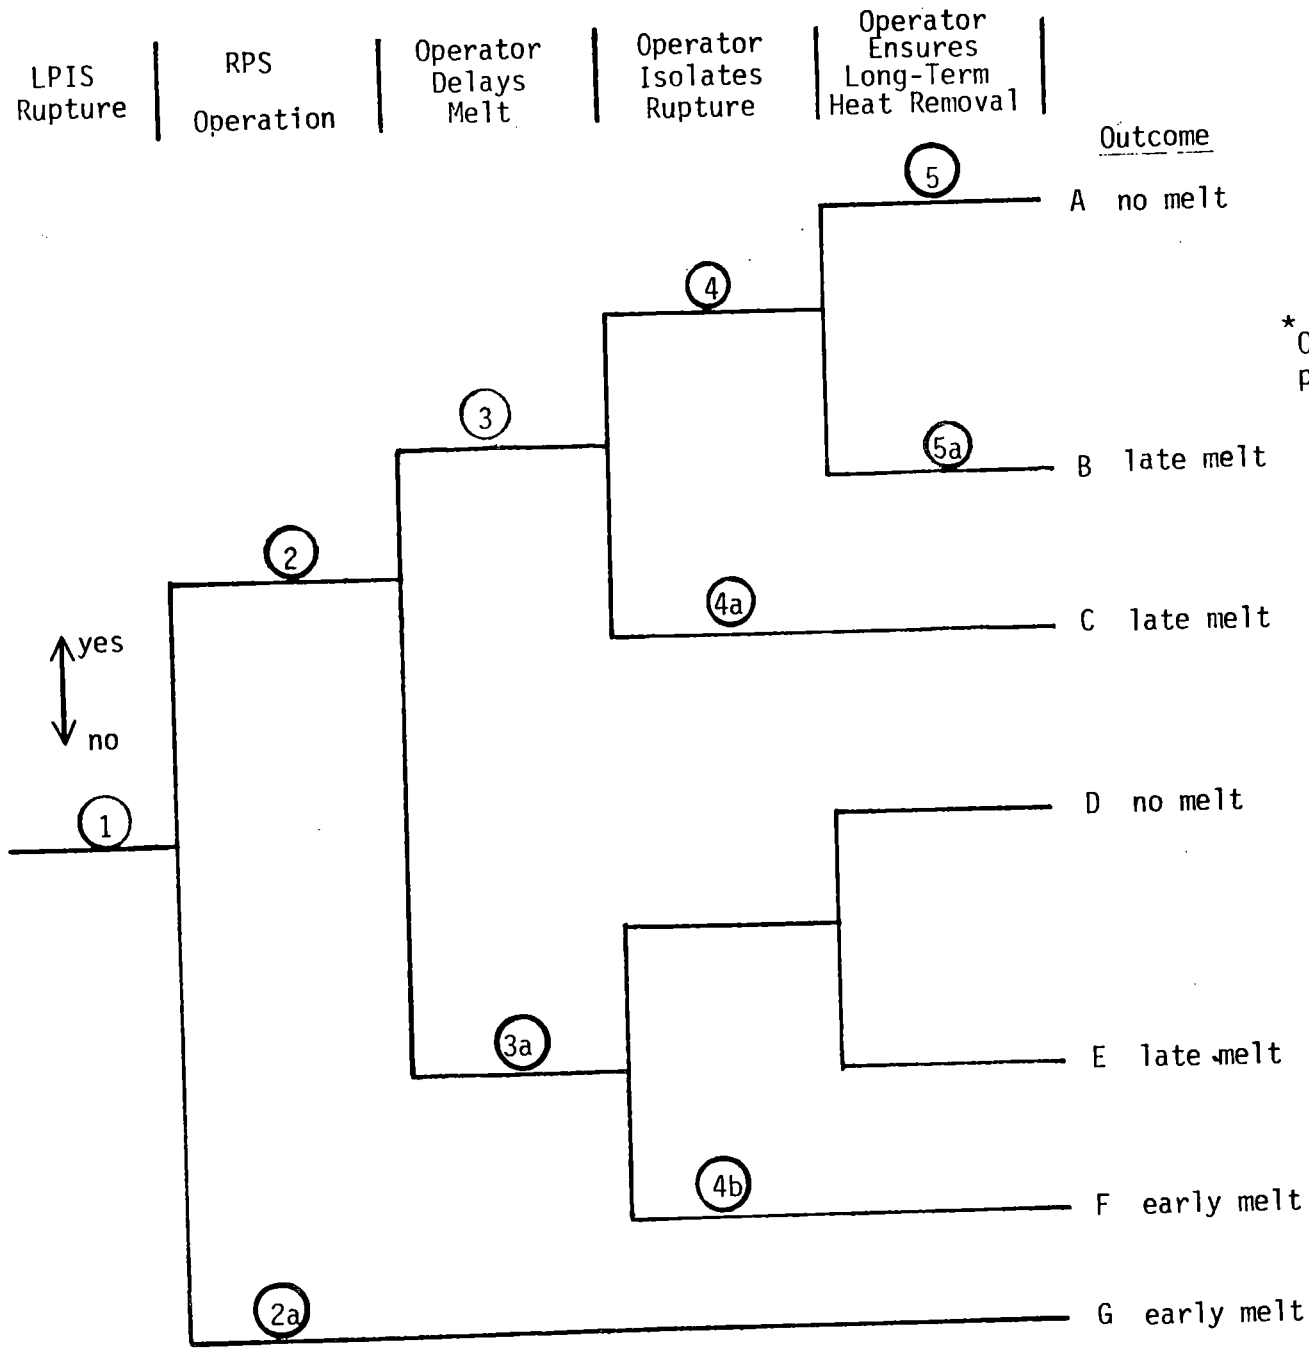 LPIS
Rupture
RPS
Operation
Operator
Delays
Melt
Operator
Isolates
Rupture
Operator
Ensures
Long-Term
Heat Removal
Outcome
5
A no melt
4
*
3
5a
B late melt
2
4a
C late melt
yes
no
1
D no melt
3a
E late melt
4b
F early melt
2a
G early melt